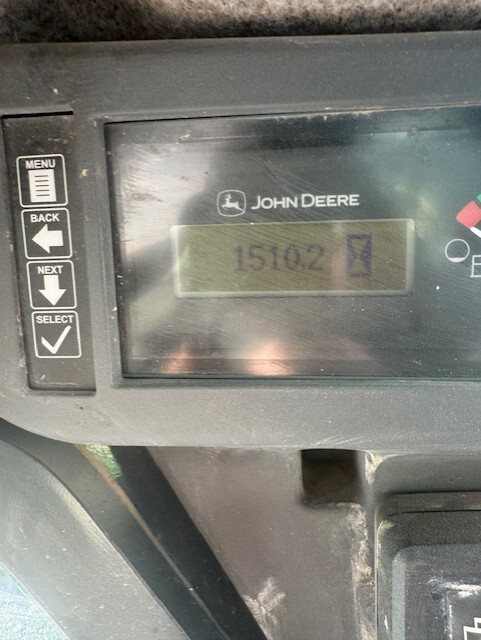 MENU
BACK
NEXT
SELECT
JOHN DEERE
1510.2